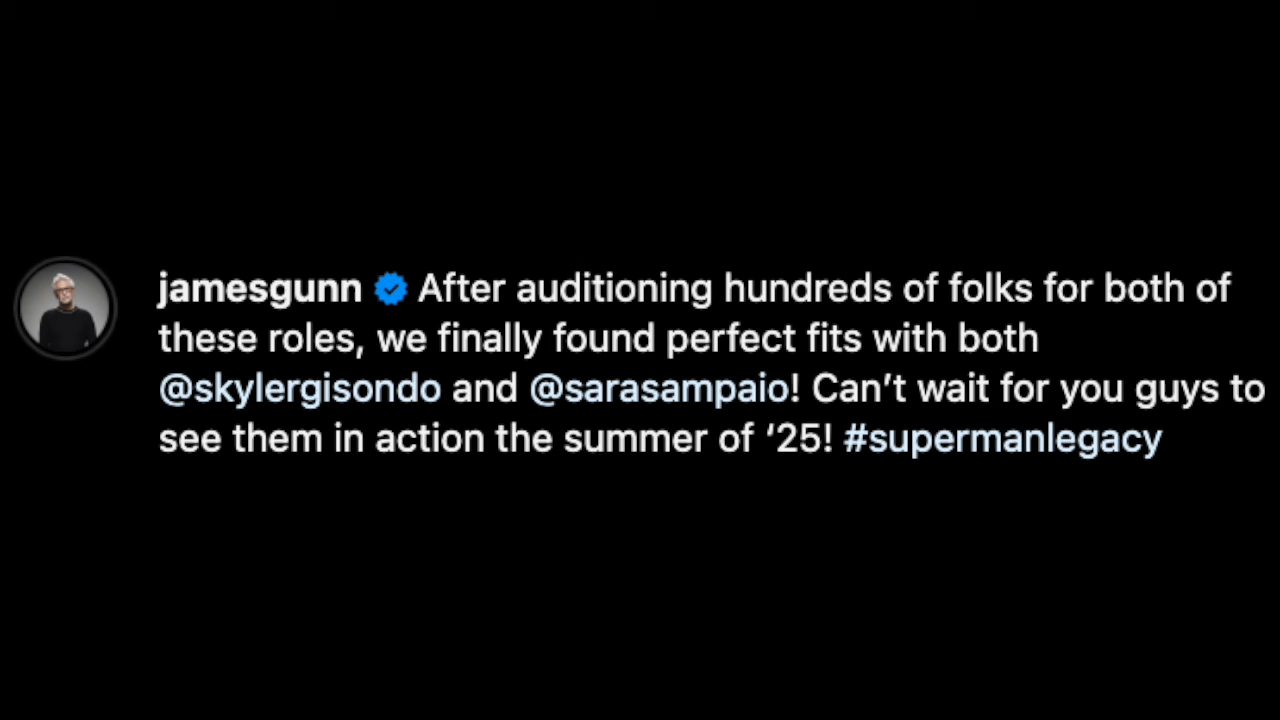 jamesgunn After auditioning hundreds of folks for both of
these roles, we finally found perfect fits with both
@skylergisondo and @sarasampaio! Can’t wait for you guys to
see them in action the summer of ‘25! #supermanlegacy